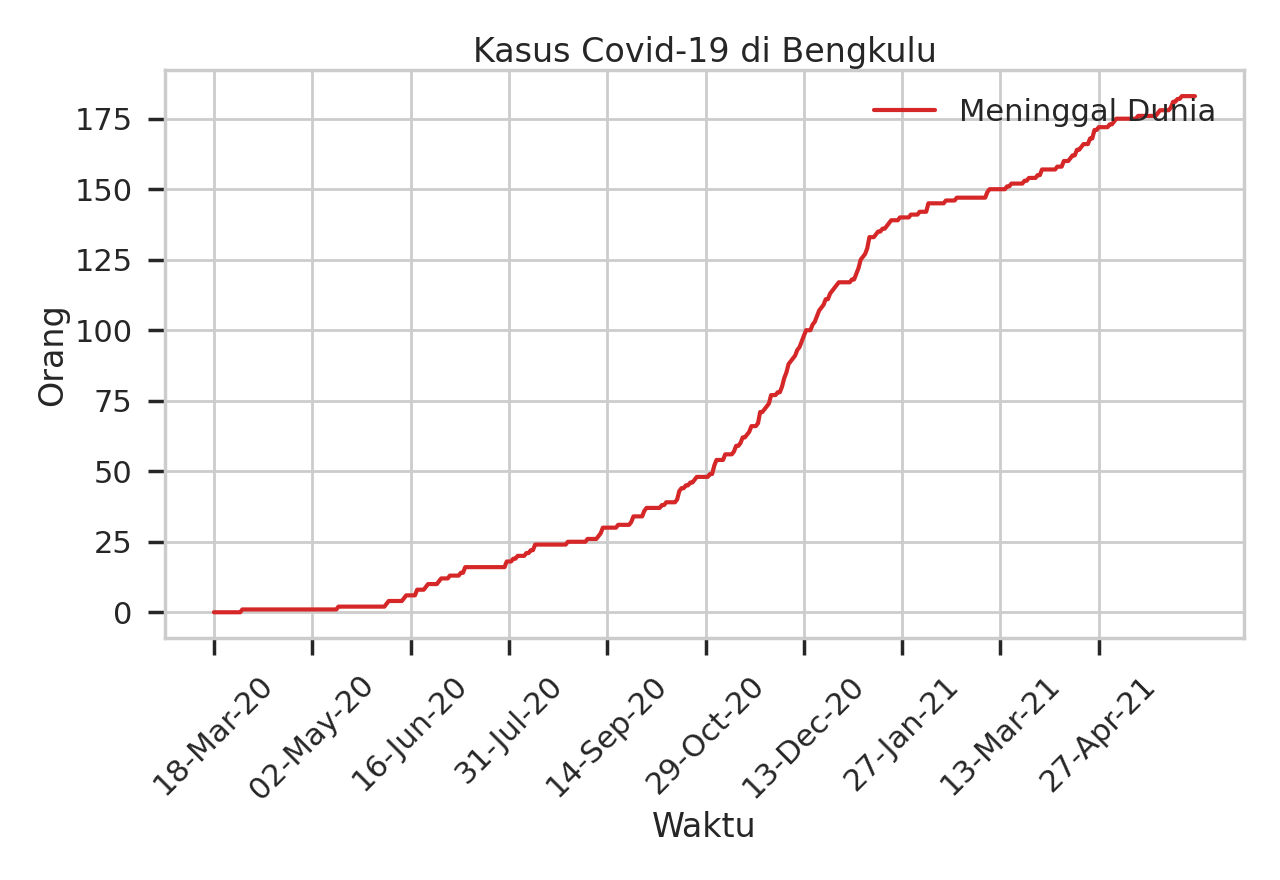 Kasus Covid-19 di Bengkulu
Meninggal Dunia
Orang
175
150
125
100
75
50
25
0
18-Mar-20
02-May-20
16-Jun-20
31-Jul-20
14-Sep-20
29-Oct-20
13-Dec-20
27-Jan-21
13-Mar-21
27-Apr-21
Waktu